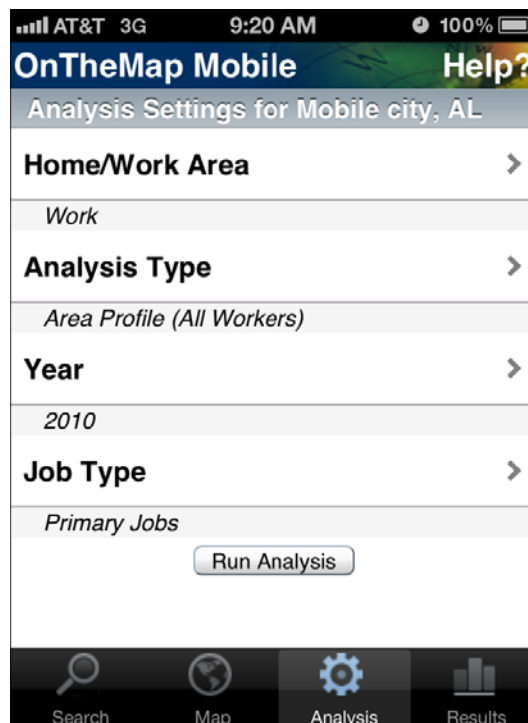 AT&T 3G 9:20 AM 100%
OnTheMap Mobile Help?
Analysis Settings for Mobile city, AL
Home/Work Area
Work
Analysis Type
Area Profile (All Workers)
Year
2010
Job Type
Primary Jobs
Run Analysis
Search Map Analysis Results